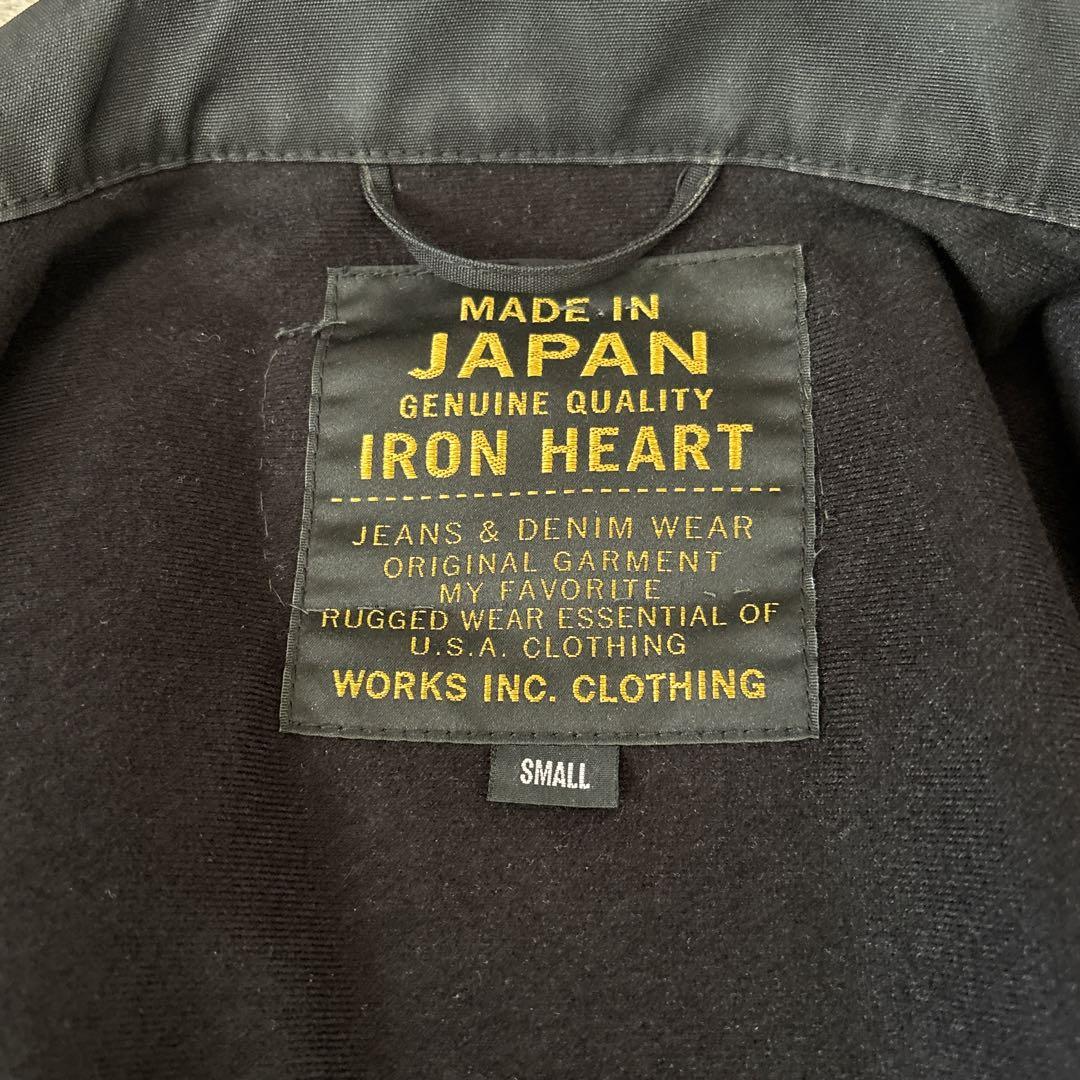 MADE IN
JAPAN
GENUINE QUALITY
IRON HEART
JEANS & DENIM WEAR
ORIGINAL GARMENT
MY FAVORITE
RUGGED WEAR ESSENTIAL OF
U.S.A. CLOTHING
WORKS INC. CLOTHING
SMALL